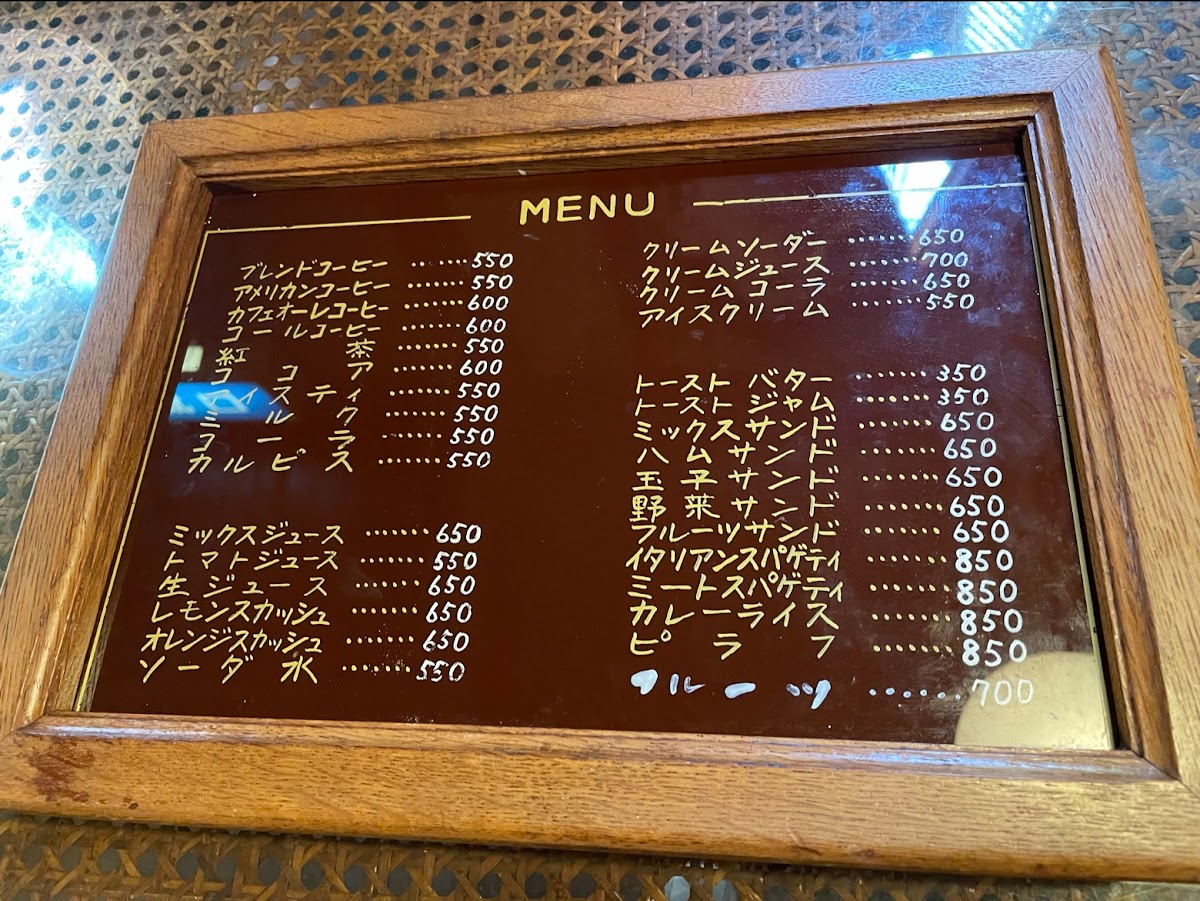 MENU
ブレンドコーヒー ······550
アメリカンコーヒー ·······550
カフェオーレコーヒー ·······600
コールコーヒー ·······600
紅茶 ·······550
ココア ·······600
アイスティ ·······550
ミルク ·······550
コーラ ·······550
カルピス ·······550
ミックスジュース ·······650
トマトジュース ·······550
生ジュース ·······650
レモンスカッシュ ·······650
オレンジスカッシュ ·······650
ソーダ水 ·······550
クリームソーダー ·······650
クリームジュース ·······700
クリームコーラ ·······650
アイスクリーム ·······550
トースト バター ·······350
トースト ジャム ·······350
ミックスサンド ·······650
ハムサンド ·······650
玉子サンド ·······650
野菜サンド ·······650
フルーツサンド ·······650
イタリアンスパゲティ ·······850
ミートスパゲティ ·······850
カレーライス ·······850
ピラフ ·······850
フルーツ ······700